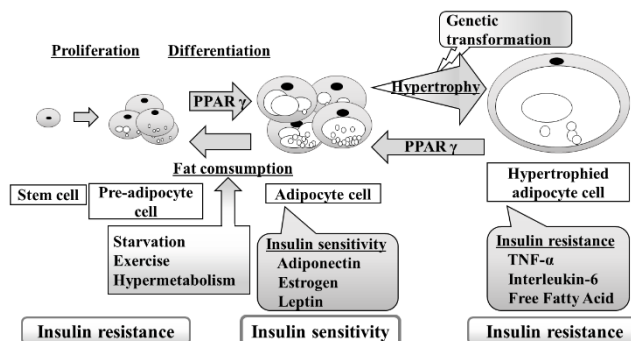 Genetic
transformation
Proliferation
Differentiation
PPAR γ
Hypertrophy
PPAR γ
Fat comsumption
Stem cell
Pre-adipocyte
cell
Adipocyte cell
Hypertrophied
adipocyte cell
Starvation
Exercise
Hypermetabolism
Insulin sensitivity
Adiponectin
Estrogen
Leptin
Insulin resistance
TNF-α
Interleukin-6
Free Fatty Acid
Insulin resistance
Insulin sensitivity
Insulin resistance